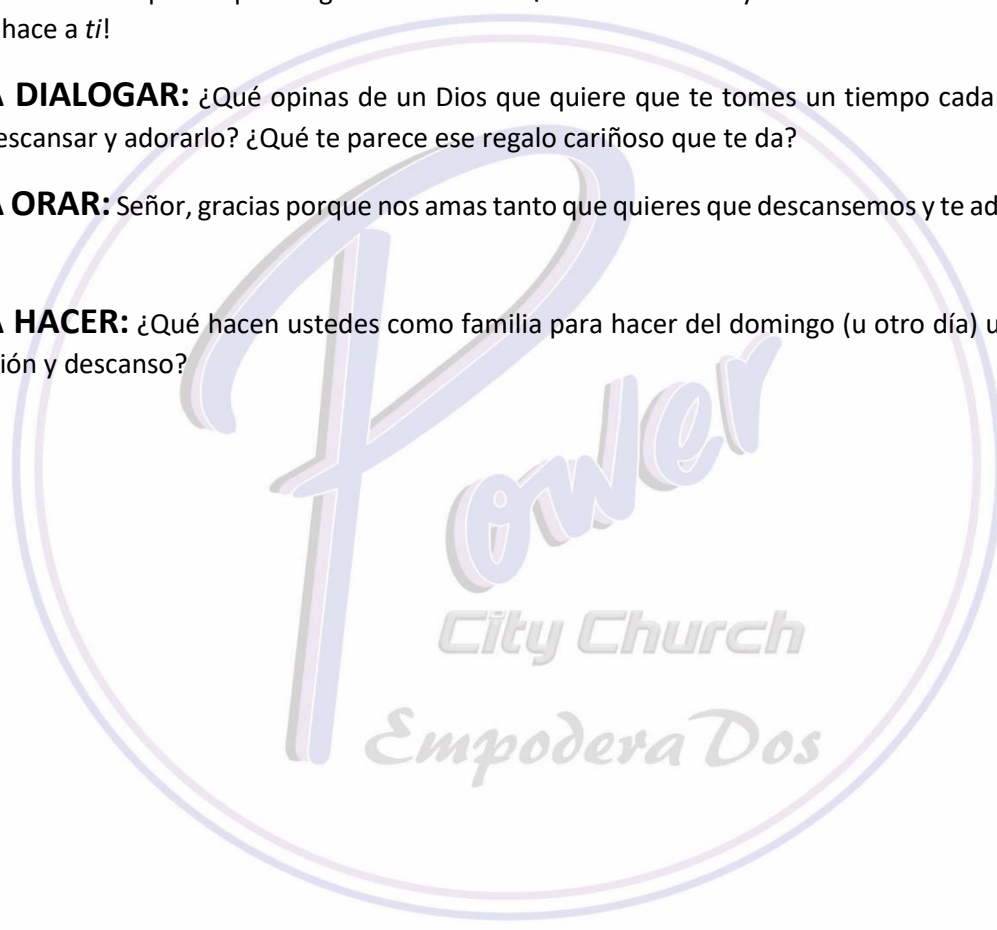 hace a ti!
A DIALOGAR: ¿Qué opinas de un Dios que quiere que te tomes un tiempo cada
escansar y adorarlo? ¿Qué te parece ese regalo cariñoso que te da?
A ORAR: Señor, gracias porque nos amas tanto que quieres que descansemos y te ad
A HACER: ¿Qué hacen ustedes como familia para hacer del domingo (u otro día) u
ión y descanso?
Power
City Church
EmpoderaDos